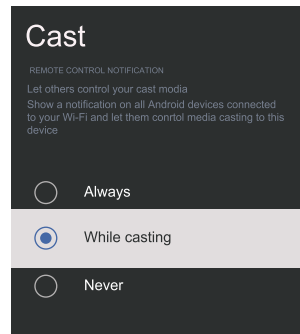 Cast
REMOTE CONTROL NOTIFICATION
Let others control your cast modia
Show a notification on all Android devices connected
to your Wi-Fi and let them conrtol media casting to this
device
Always
While casting
Never